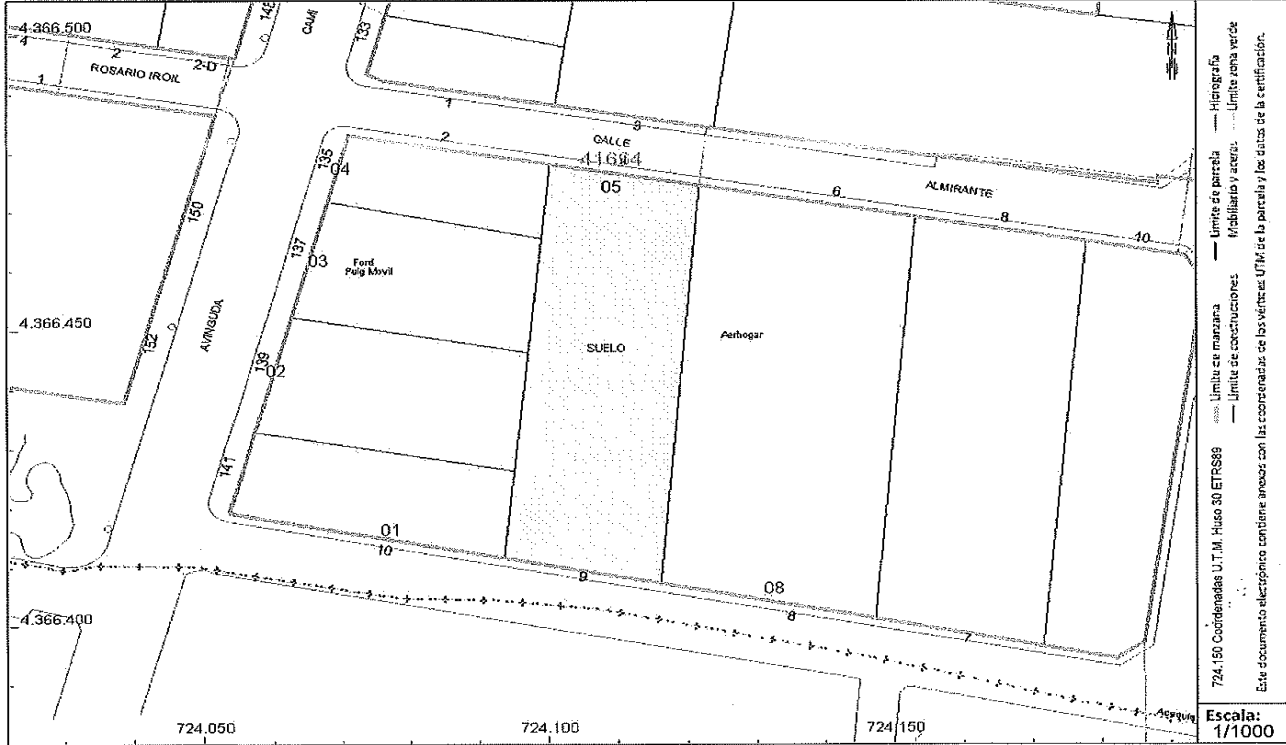 4.366.500
4
2
2-D
ROSARIO IROIL
1
148
CAMI
133
1
3
CALLE
2
135
04
05
6
ALMIRANTE
8
10
150
137
03
Ford
Puig Movil
AVINGUDA
4.366.450
152
139
02
SUELO
Aerhogar
141
01
10
9
08
8
7
4.366.400
Acequia
724.050
724.100
724.150
724.150 Coordenadas U.T.M. Huso 30 ETRS89
Límite de manzana
Límite de parcela
Hidrografía
Límite de construcciones
Mobiliario y aceras
Límite zona verde
Este documento electrónico contiene anexos con las coordenadas de los vértices UTM de la parcela y los datos de la certificación.
Escala:
1/1000